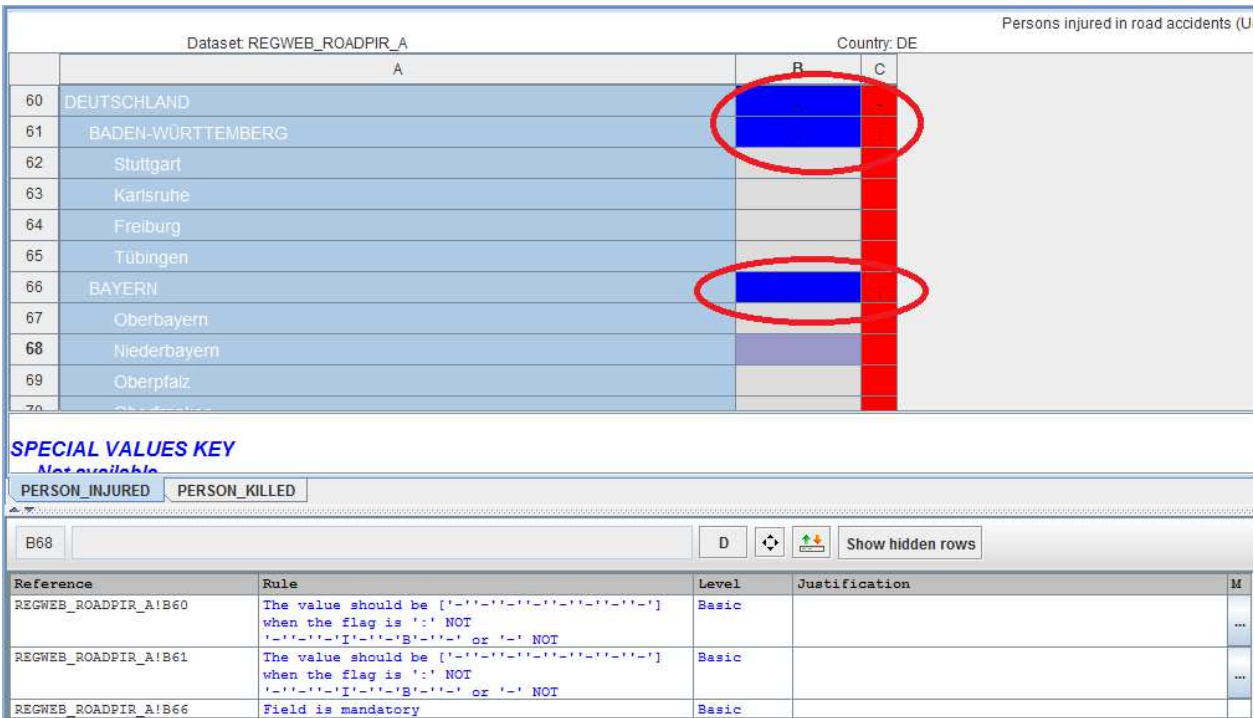 Persons injured in road accidents (U
Dataset: REGWEB_ROADPIR_A Country: DE
A B C
60 DEUTSCHLAND
61 BADEN-WÜRTTEMBERG
62 Stuttgart
63 Karlsruhe
64 Freiburg
65 Tübingen
66 BAYERN
67 Oberbayern
68 Niederbayern
69 Oberpfalz
70
SPECIAL VALUES KEY
Not available
PERSON_INJURED PERSON_KILLED
B68 D Show hidden rows
Reference Rule Level Justification M
REGWEB_ROADPIR_A!B60 The value should be ['-''-''-''-''-''-''-''-'] Basic
when the flag is ':' NOT ...
'-''-''-'I'-''-'B'-''-' or '-' NOT
REGWEB_ROADPIR_A!B61 The value should be ['-''-''-''-''-''-''-''-'] Basic
when the flag is ':' NOT ...
'-''-''-'I'-''-'B'-''-' or '-' NOT
REGWEB_ROADPIR_A!B66 Field is mandatory Basic